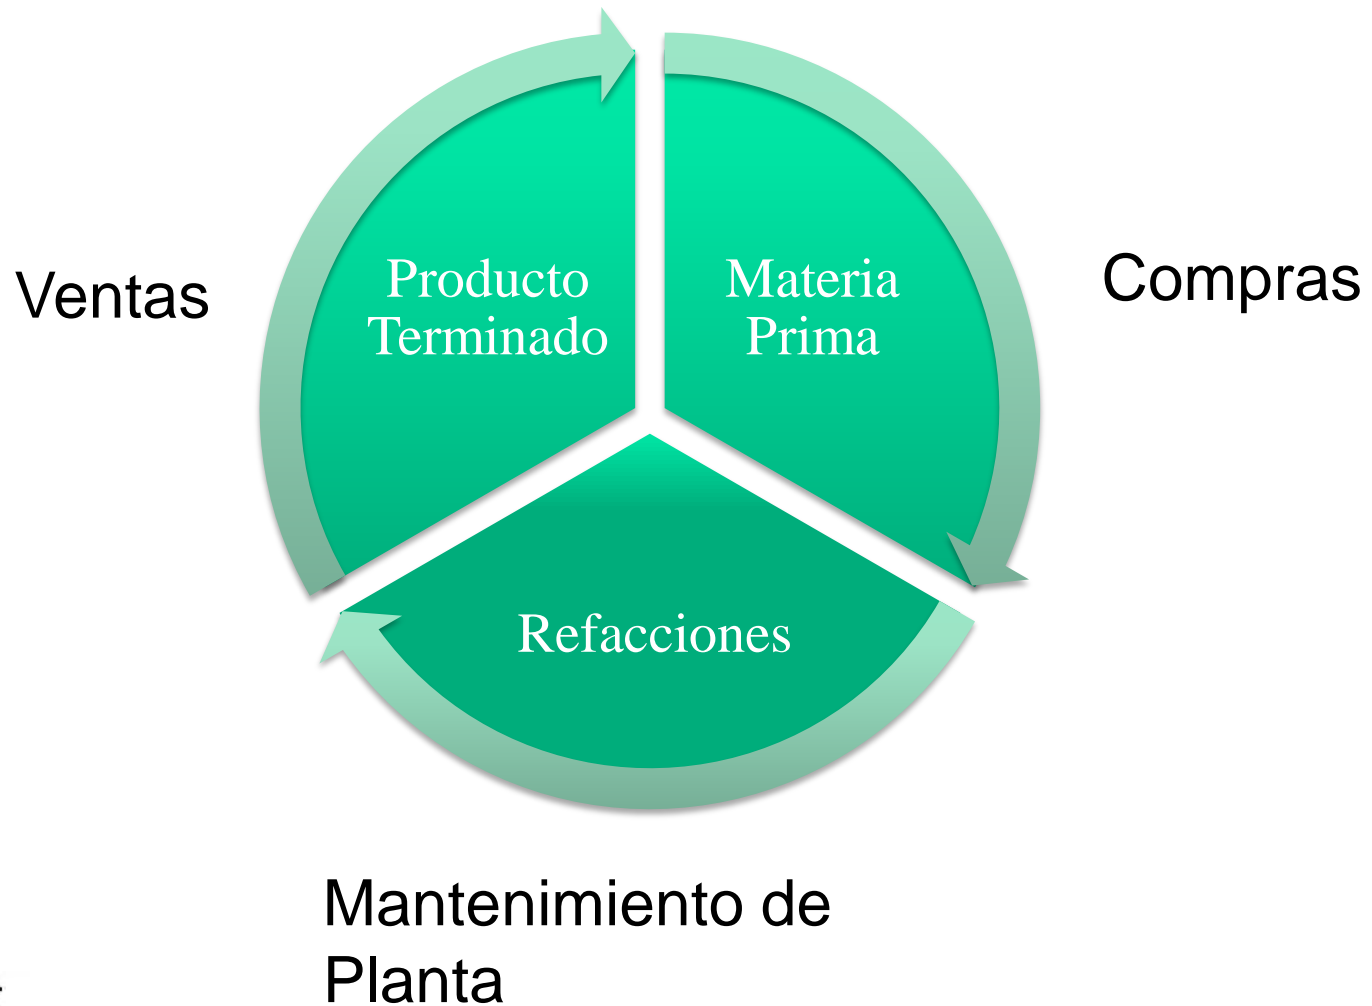 Ventas
Producto
Terminado
Materia
Prima
Compras
Refacciones
Mantenimiento de
Planta